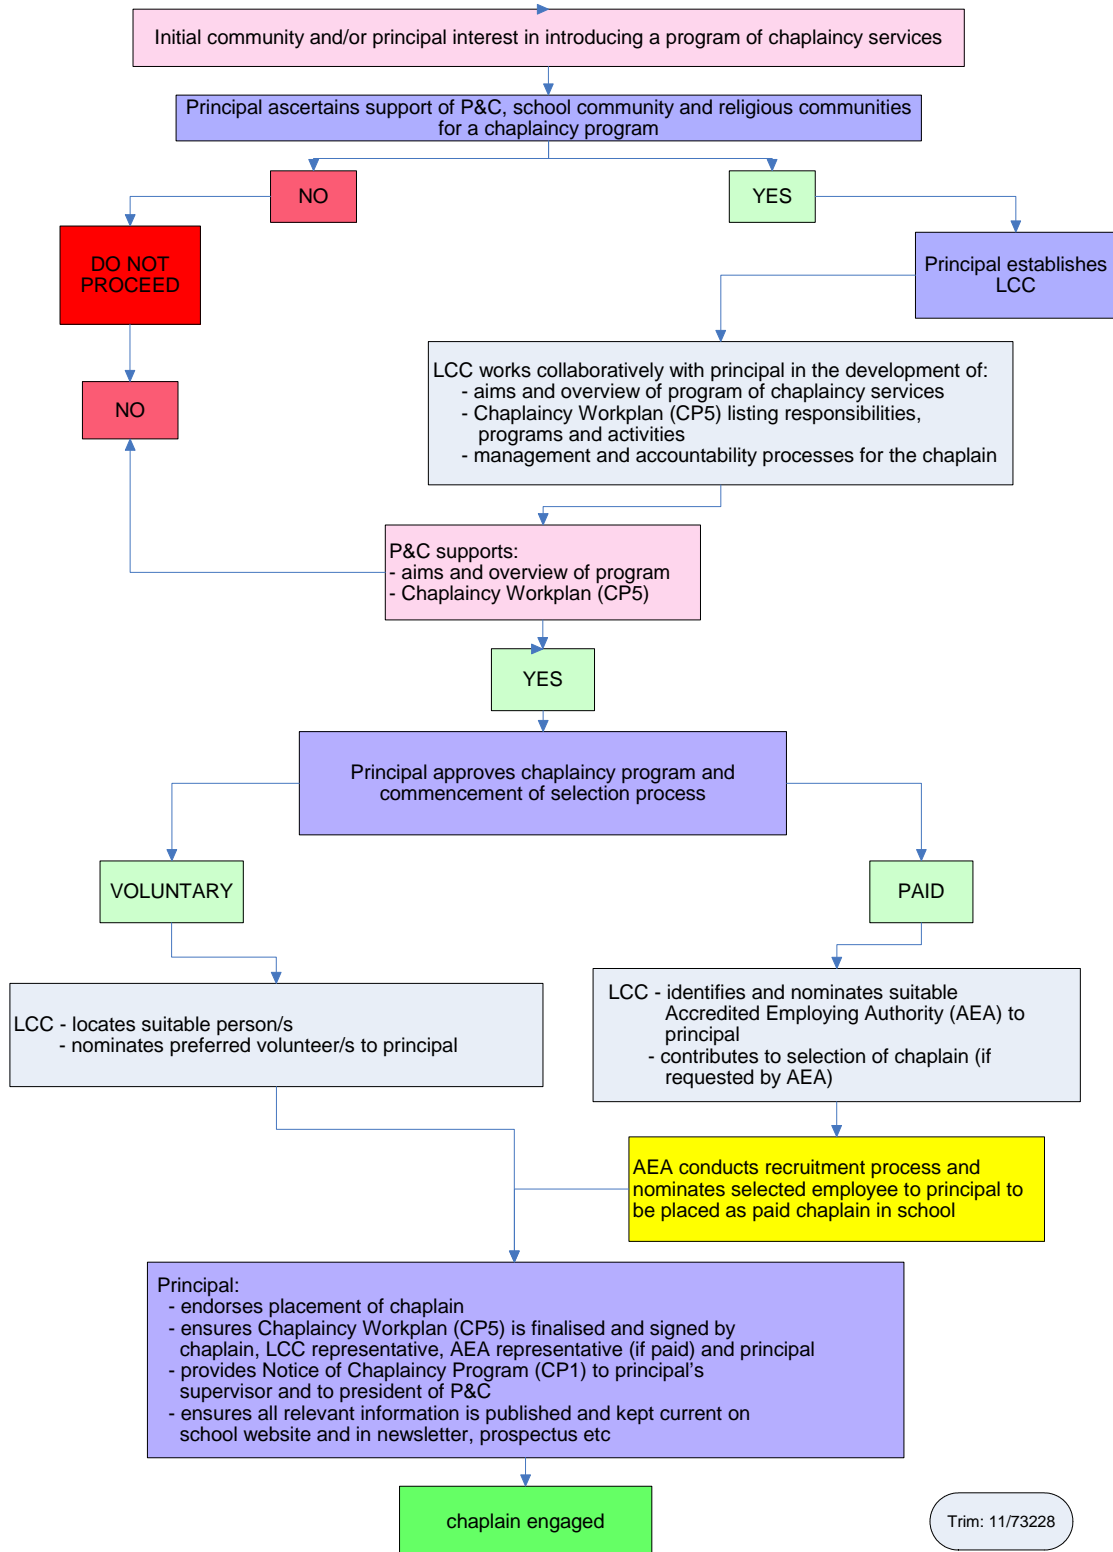 Initial community and/or principal interest in introducing a program of chaplaincy services
Principal ascertains support of P&C, school community and religious communities
for a chaplaincy program
NO
YES
DO NOT
PROCEED
Principal establishes
LCC
NO
LCC works collaboratively with principal in the development of:
- aims and overview of program of chaplaincy services
- Chaplaincy Workplan (CP5) listing responsibilities,
programs and activities
- management and accountability processes for the chaplain
P&C supports:
- aims and overview of program
- Chaplaincy Workplan (CP5)
YES
Principal approves chaplaincy program and
commencement of selection process
VOLUNTARY
PAID
LCC - locates suitable person/s
- nominates preferred volunteer/s to principal
LCC - identifies and nominates suitable
Accredited Employing Authority (AEA) to
principal
- contributes to selection of chaplain (if
requested by AEA)
AEA conducts recruitment process and
nominates selected employee to principal to
be placed as paid chaplain in school
Principal:
- endorses placement of chaplain
- ensures Chaplaincy Workplan (CP5) is finalised and signed by
chaplain, LCC representative, AEA representative (if paid) and principal
- provides Notice of Chaplaincy Program (CP1) to principal's
supervisor and to president of P&C
- ensures all relevant information is published and kept current on
school website and in newsletter, prospectus etc
chaplain engaged
Trim: 11/73228